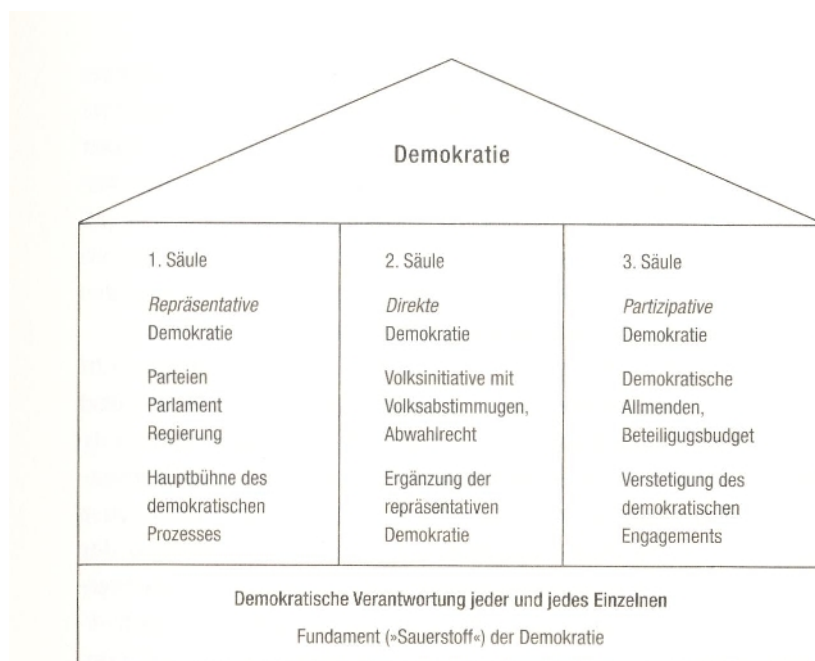 Demokratie
1. Säule
Repräsentative
Demokratie
Parteien
Parlament
Regierung
Hauptbühne des
demokratischen
Prozesses
2. Säule
Direkte
Demokratie
Volksinitiative mit
Volksabstimmugen,
Abwahlrecht
Ergänzung der
repräsentativen
Demokratie
3. Säule
Partizipative
Demokratie
Demokratische
Allmenden,
Beteiligugsbudget
Verstetigung des
demokratischen
Engagements
Demokratische Verantwortung jeder und jedes Einzelnen
Fundament (»Sauerstoff«) der Demokratie